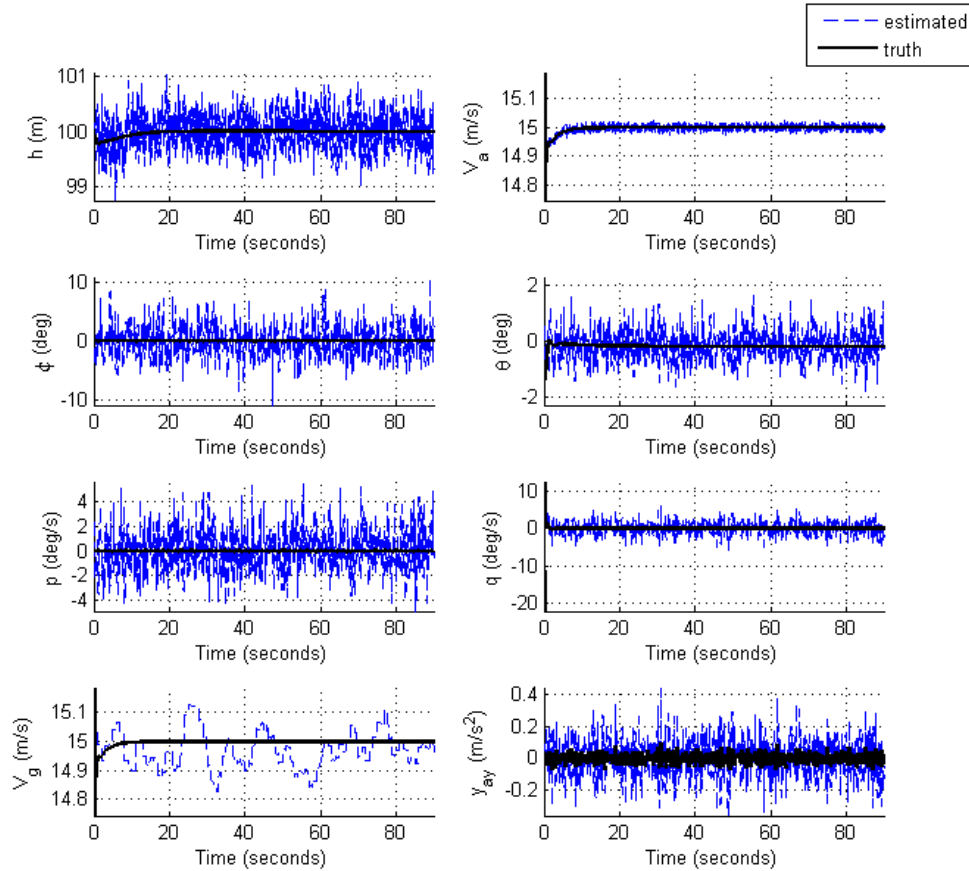 estimated
truth
101
100
99
h (m)
0 20 40 60 80
Time (seconds)
15.1
15
14.9
14.8
V_a (m/s)
0 20 40 60 80
Time (seconds)
10
0
-10
ϕ (deg)
0 20 40 60 80
Time (seconds)
2
0
-2
θ (deg)
0 20 40 60 80
Time (seconds)
4
2
0
-2
-4
p (deg/s)
0 20 40 60 80
Time (seconds)
10
0
-10
-20
q (deg/s)
0 20 40 60 80
Time (seconds)
15.1
15
14.9
14.8
V_g (m/s)
0 20 40 60 80
Time (seconds)
0.4
0.2
0
-0.2
y_ay (m/s²)
0 20 40 60 80
Time (seconds)